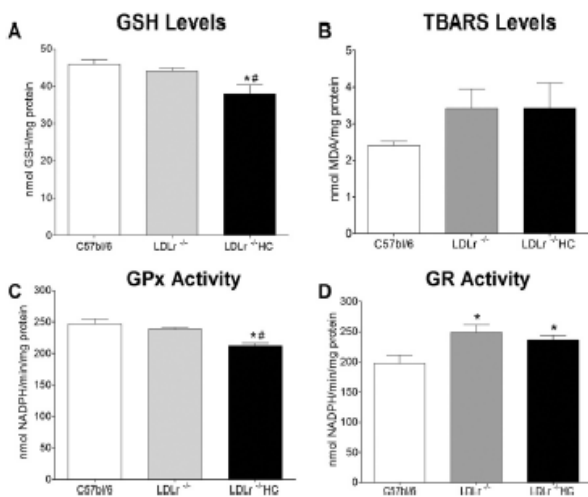 A
GSH Levels
nmol GSH/mg protein
50
40
30
20
10
0
*#
C57bl/6
LDLr -/-
LDLr -/-HC
B
TBARS Levels
nmol MDA/mg protein
5
4
3
2
1
0
C57bl/6
LDLr -/-
LDLr -/-HC
C
GPx Activity
nmol NADPH/min/mg protein
300
250
200
150
100
50
0
*#
C57bl/6
LDLr -/-
LDLr -/-HC
D
GR Activity
nmol NADPH/min/mg protein
300
250
200
150
100
50
0
*
*
C57bl/6
LDLr -/-
LDLr -/-HC